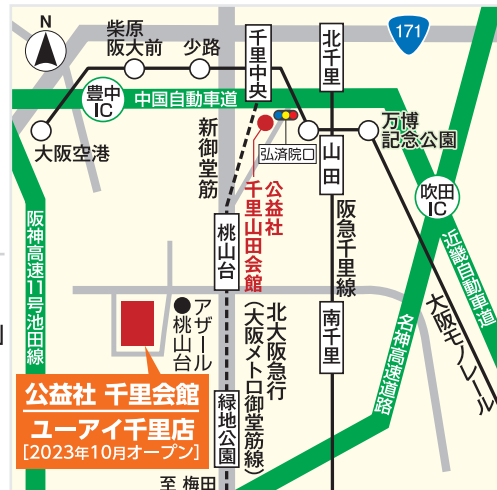 N
171
柴原
阪大前
少路
千里中央
北千里
豊中
IC
中国自動車道
大阪空港
新御堂筋
弘済院口
山田
万博
記念公園
公益社
千里山田会館
吹田
IC
阪急千里線
近畿自動車道
阪神高速11号池田線
桃山台
アザール
桃山台
北大阪急行
(大阪メトロ御堂筋線)
南千里
名神高速道路
大阪モノレール
公益社 千里会館
ユーアイ千里店
[2023年10月オープン]
緑地公園
至 梅田